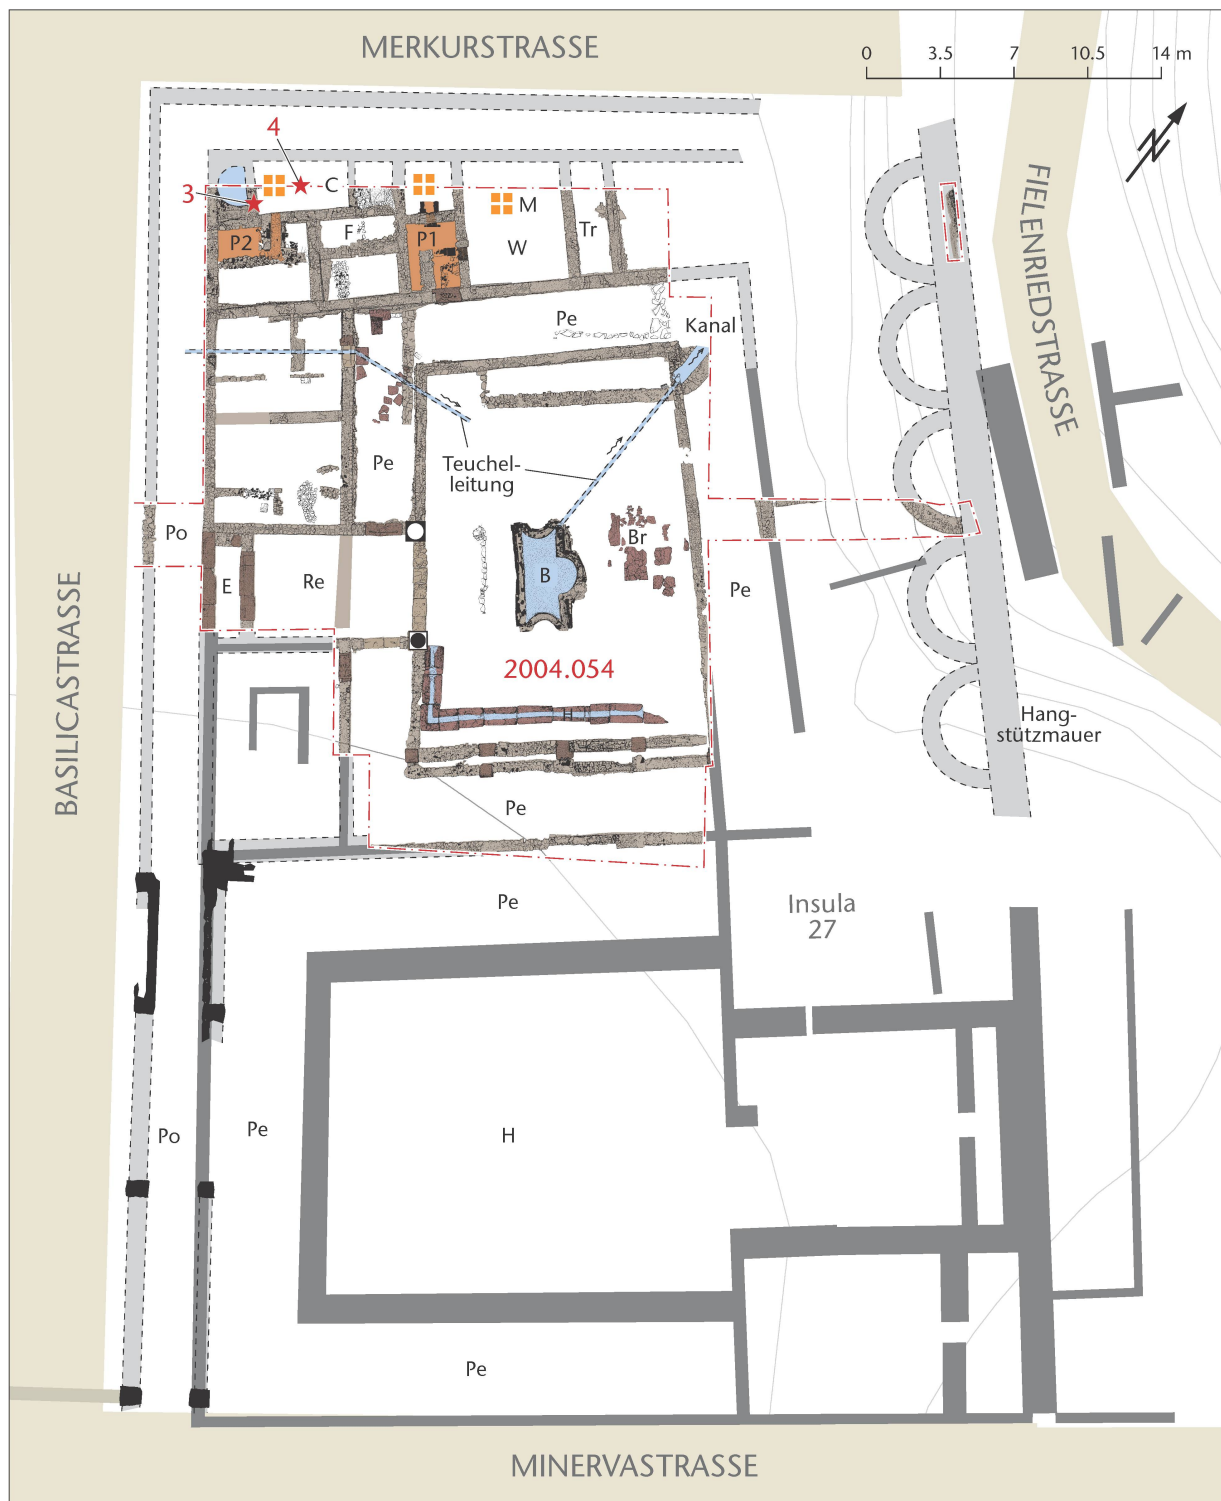 MERKURSTRASSE
0 3.5 7 10.5 14 m
4
3
C
M
P2
F
P1
W
Tr
FIELENRIEDSTRASSE
Pe
Kanal
Pe
Teuchel-
leitung
Po
Br
E
Re
B
Pe
2004.054
H
Hang-
stützmauer
BASILICASTRASSE
Pe
Pe
Insula
27
Po
Pe
H
Pe
MINERVASTRASSE